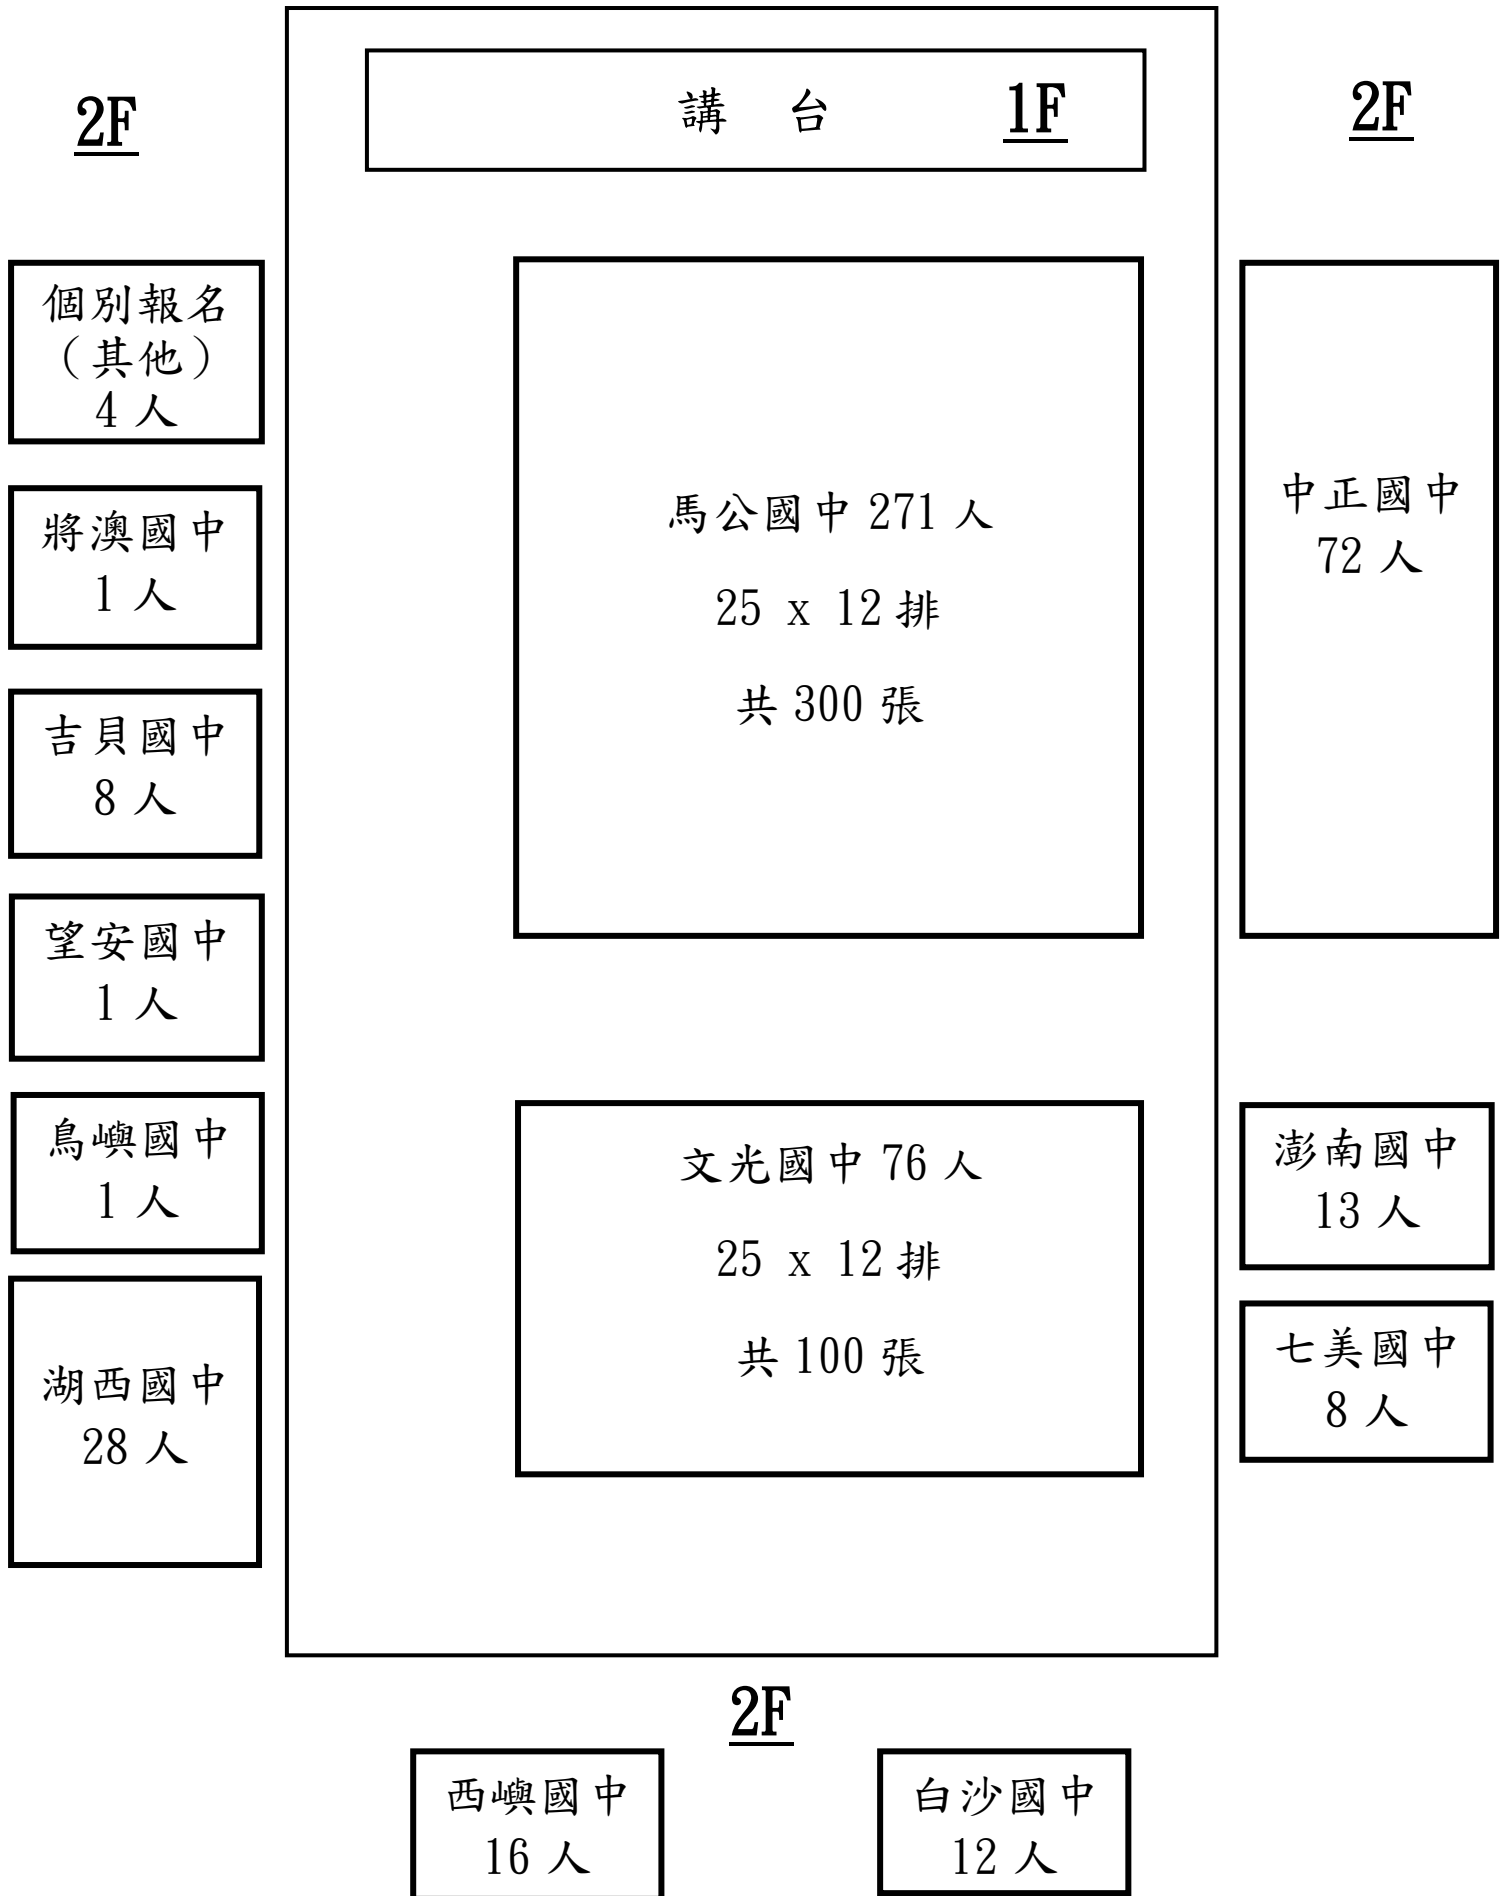 2F
講 台 1F
2F
個別報名
（其他）
4 人
將澳國中
1 人
吉貝國中
8 人
望安國中
1 人
鳥嶼國中
1 人
湖西國中
28 人
馬公國中 271 人
25 x 12 排
共 300 張
文光國中 76 人
25 x 12 排
共 100 張
中正國中
72 人
澎南國中
13 人
七美國中
8 人
2F
西嶼國中
16 人
白沙國中
12 人